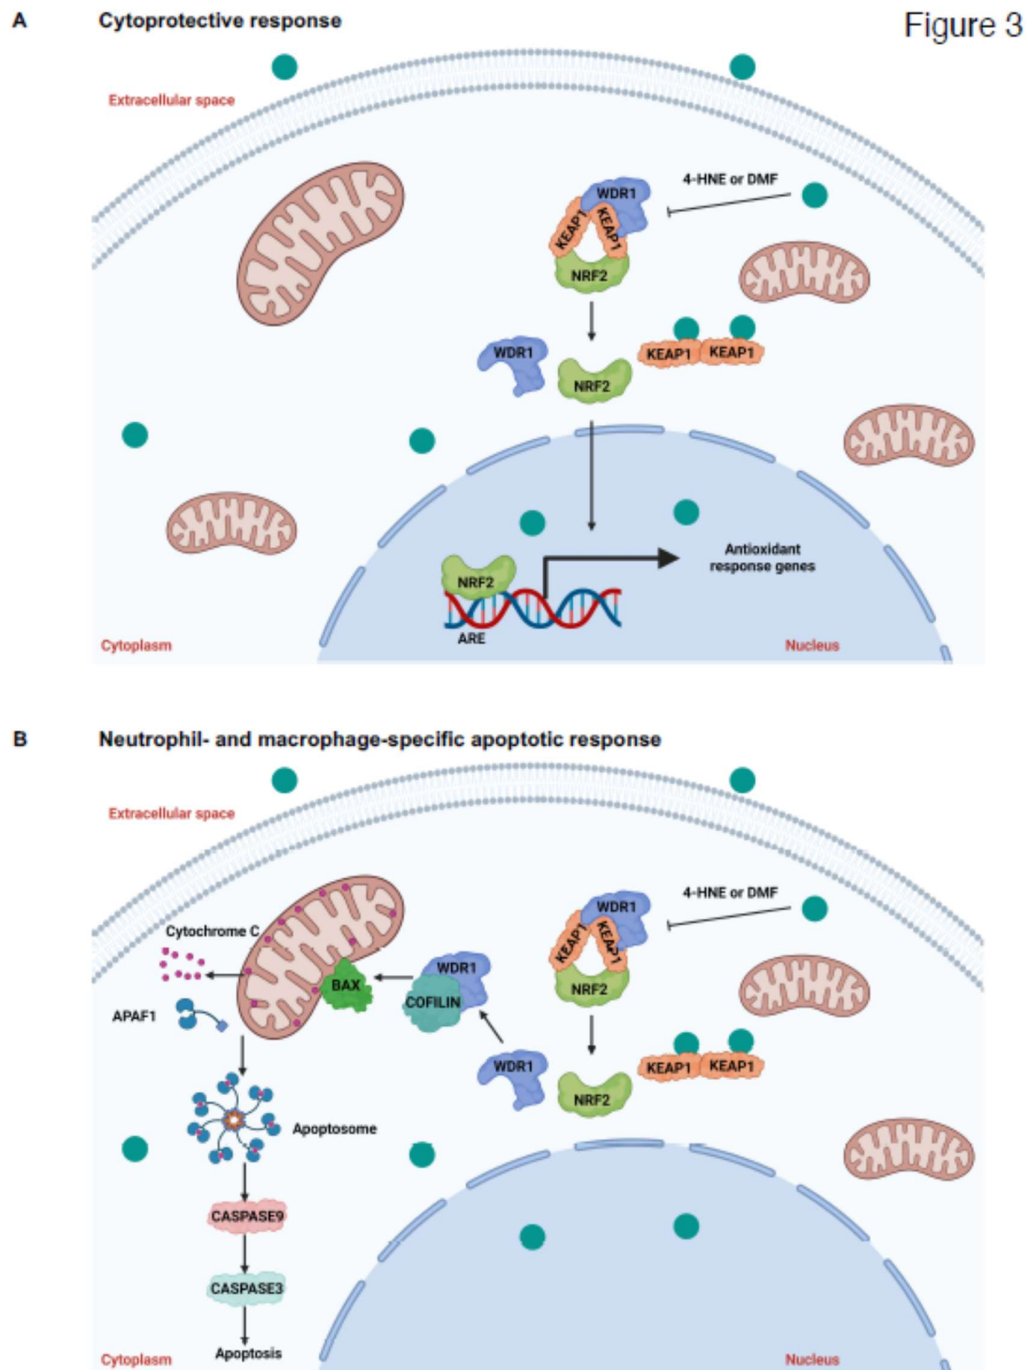 A Cytoprotective response
Figure 3
Extracellular space
4-HNE or DMF
WDR1
KEAP1 KEAP1
NRF2
WDR1
NRF2
KEAP1 KEAP1
Antioxidant
response genes
NRF2
ARE
Cytoplasm
Nucleus
B Neutrophil- and macrophage-specific apoptotic response
Extracellular space
4-HNE or DMF
WDR1
KEAP1 KEAP1
NRF2
Cytochrome C
BAX
WDR1
COFILIN
APAF1
WDR1
NRF2
KEAP1 KEAP1
Apoptosome
CASPASE9
CASPASE3
Apoptosis
Cytoplasm
Nucleus